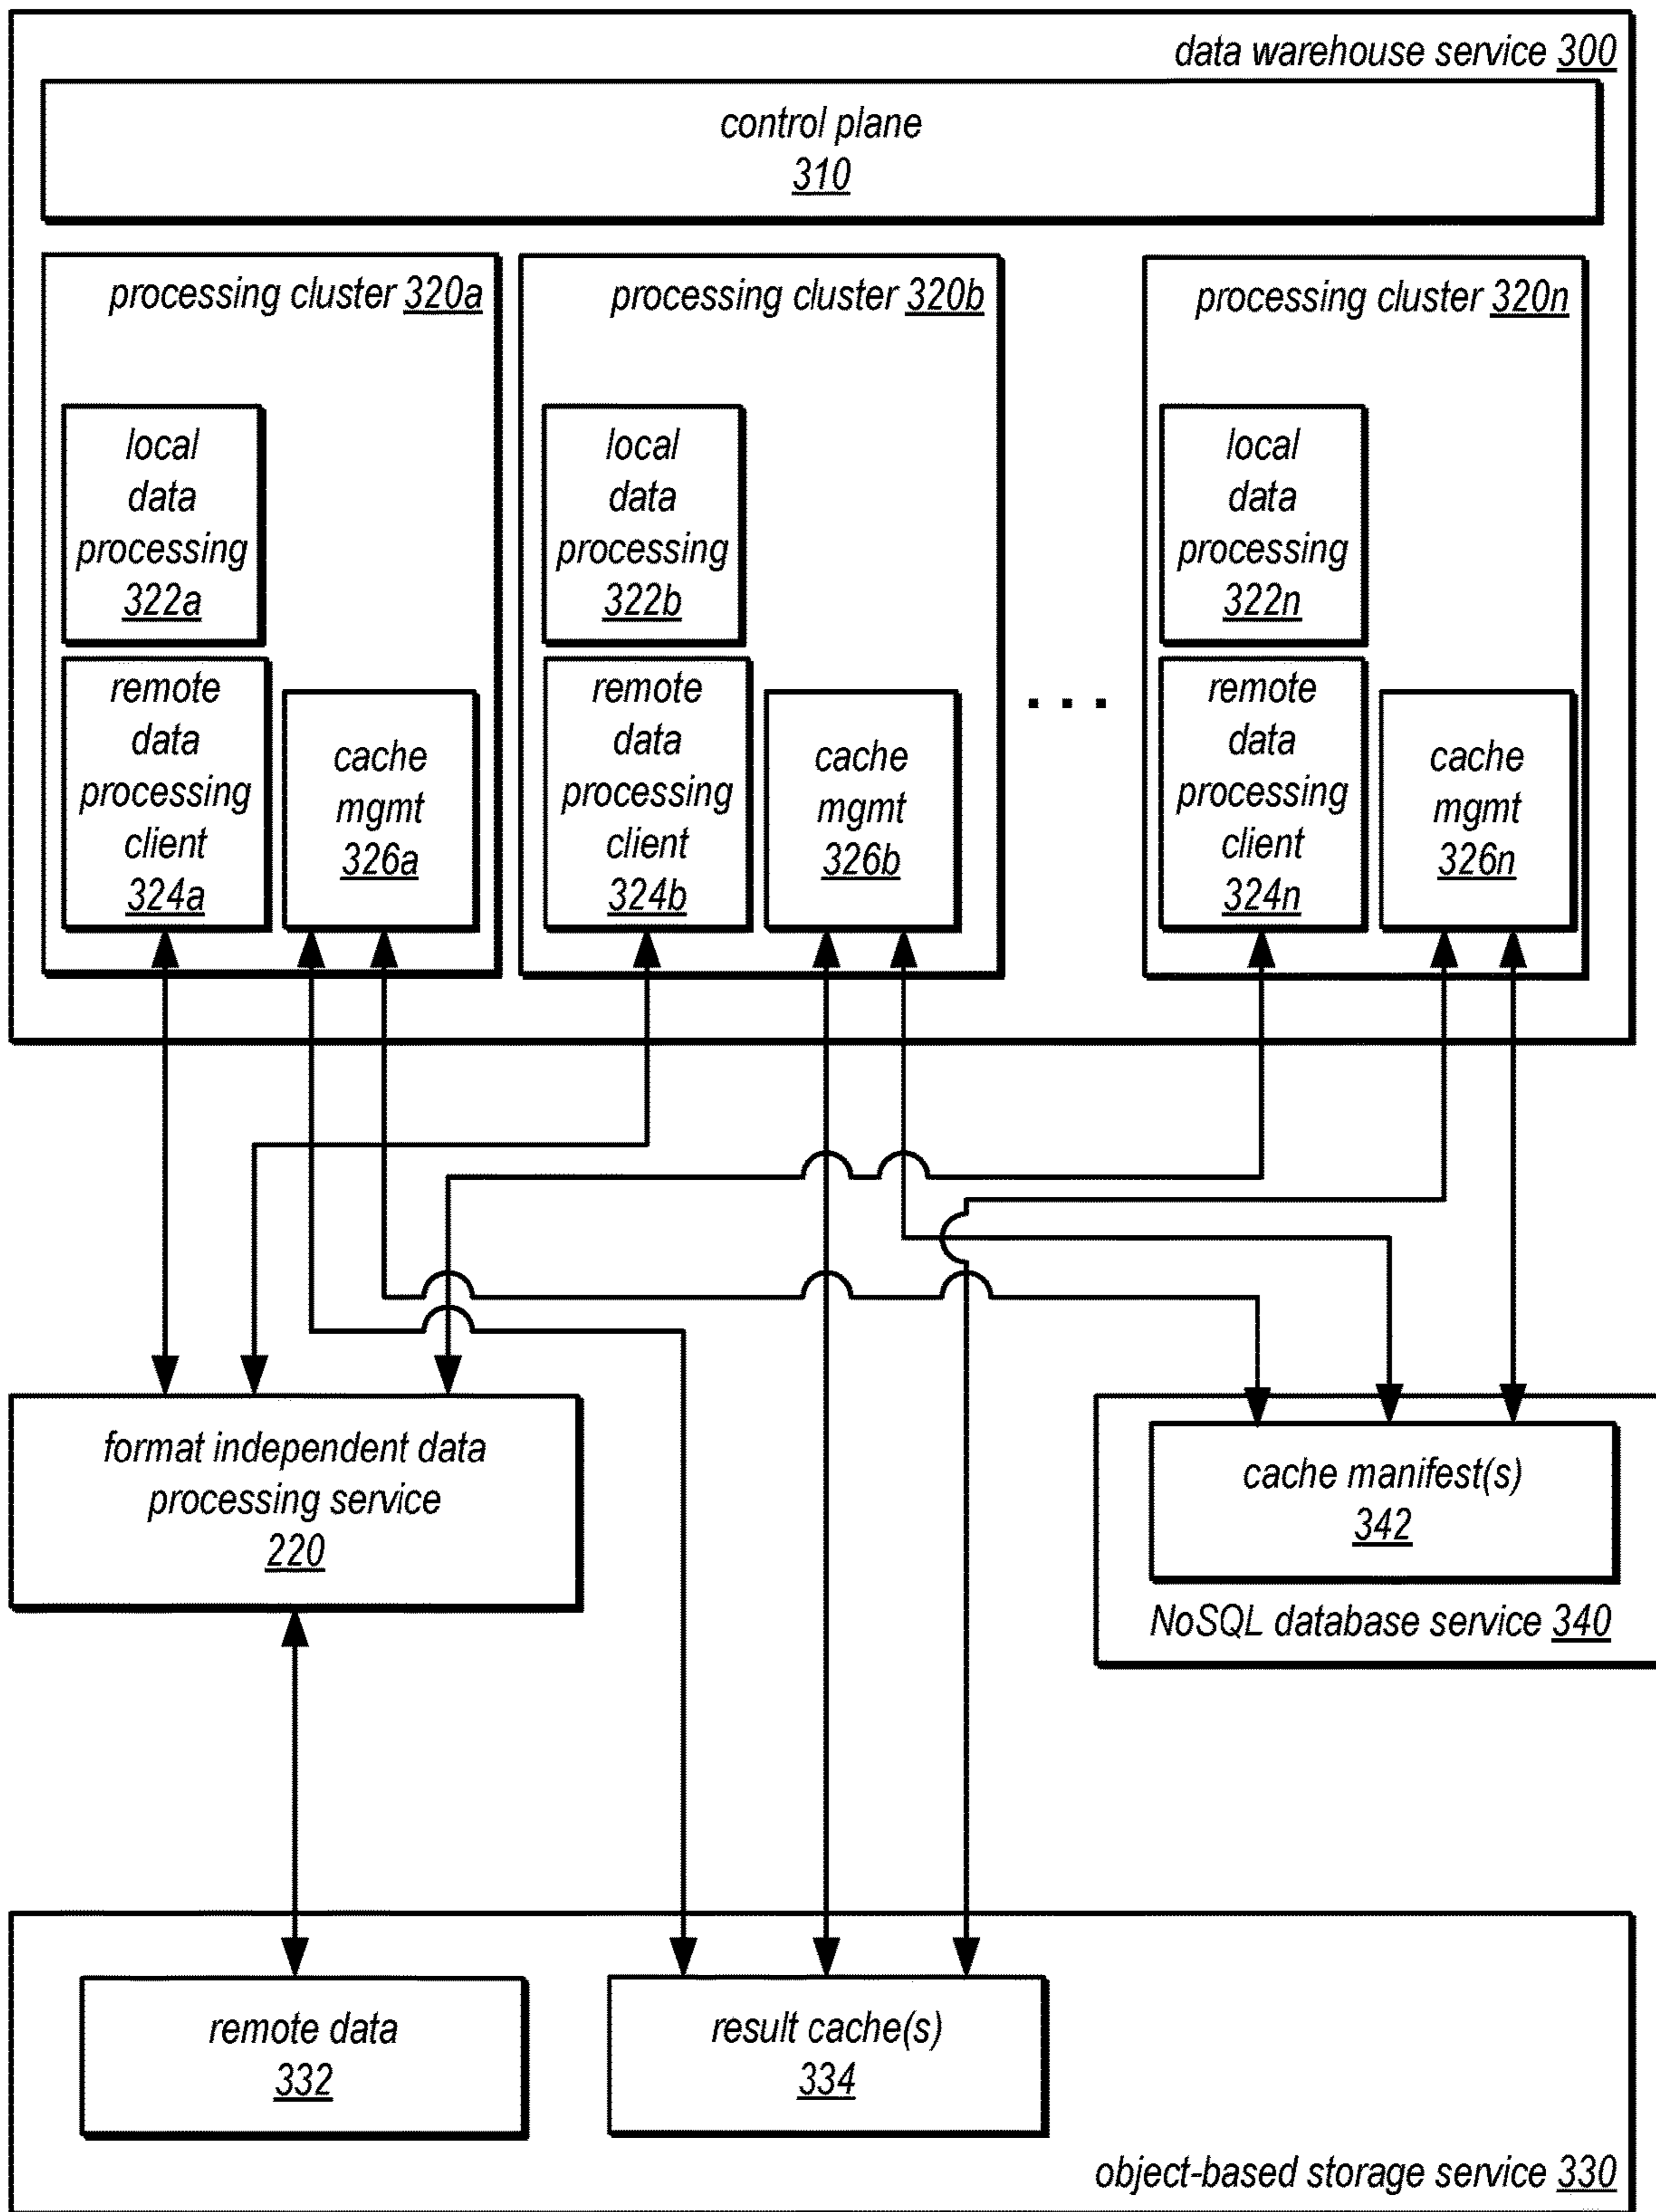 data warehouse service 300
control plane
310
processing cluster 320a
local
data
processing
322a
remote
data
processing
client
324a
cache
mgmt
326a
processing cluster 320b
local
data
processing
322b
remote
data
processing
client
324b
cache
mgmt
326b
. . .
processing cluster 320n
local
data
processing
322n
remote
data
processing
client
324n
cache
mgmt
326n
format independent data
processing service
220
cache manifest(s)
342
NoSQL database service 340
remote data
332
result cache(s)
334
object-based storage service 330